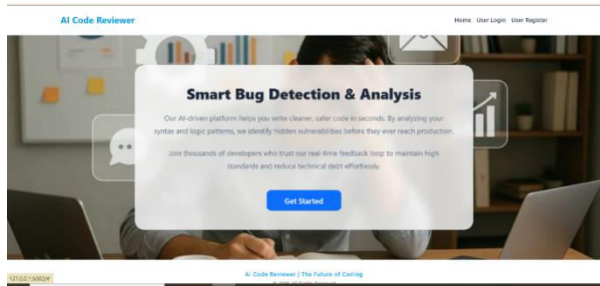 AI Code Reviewer
Home User Login User Register
Smart Bug Detection & Analysis
Our AI-driven platform helps you write cleaner, safer code in seconds. By analyzing your
syntax and logic patterns, we identify hidden vulnerabilities before they ever reach production.
Join thousands of developers who trust our real-time feedback loop to maintain high
standards and reduce technical debt effortlessly.
Get Started
AI Code Reviewer | The Future of Coding
All Rights Reserved